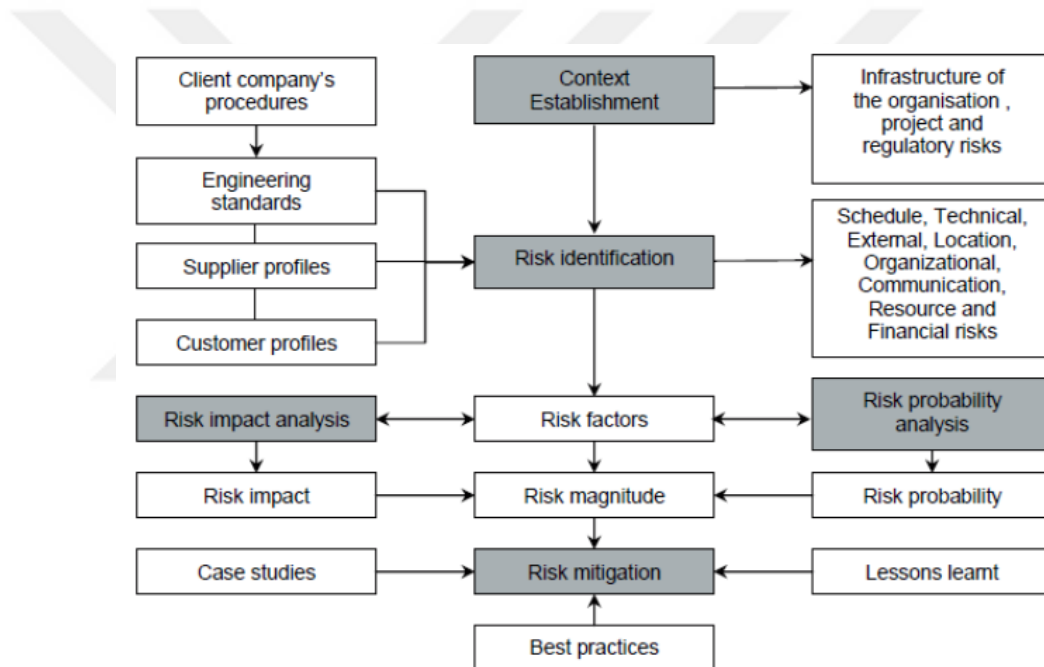 Client company's
procedures
Context
Establishment
Infrastructure of
the organisation ,
project and
regulatory risks
Engineering
standards
Supplier profiles
Customer profiles
Risk identification
Schedule, Technical,
External, Location,
Organizational,
Communication,
Resource and
Financial risks
Risk impact analysis
Risk factors
Risk probability
analysis
Risk impact
Risk magnitude
Risk probability
Case studies
Risk mitigation
Lessons learnt
Best practices